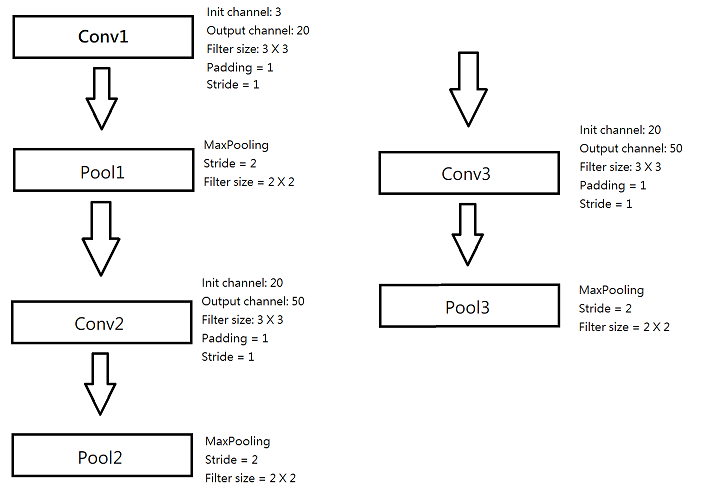 Conv1
Init channel: 3
Output channel: 20
Filter size: 3 X 3
Padding = 1
Stride = 1
Pool1
MaxPooling
Stride = 2
Filter size = 2 X 2
Conv2
Init channel: 20
Output channel: 50
Filter size: 3 X 3
Padding = 1
Stride = 1
Pool2
MaxPooling
Stride = 2
Filter size = 2 X 2
Conv3
Init channel: 20
Output channel: 50
Filter size: 3 X 3
Padding = 1
Stride = 1
Pool3
MaxPooling
Stride = 2
Filter size = 2 X 2